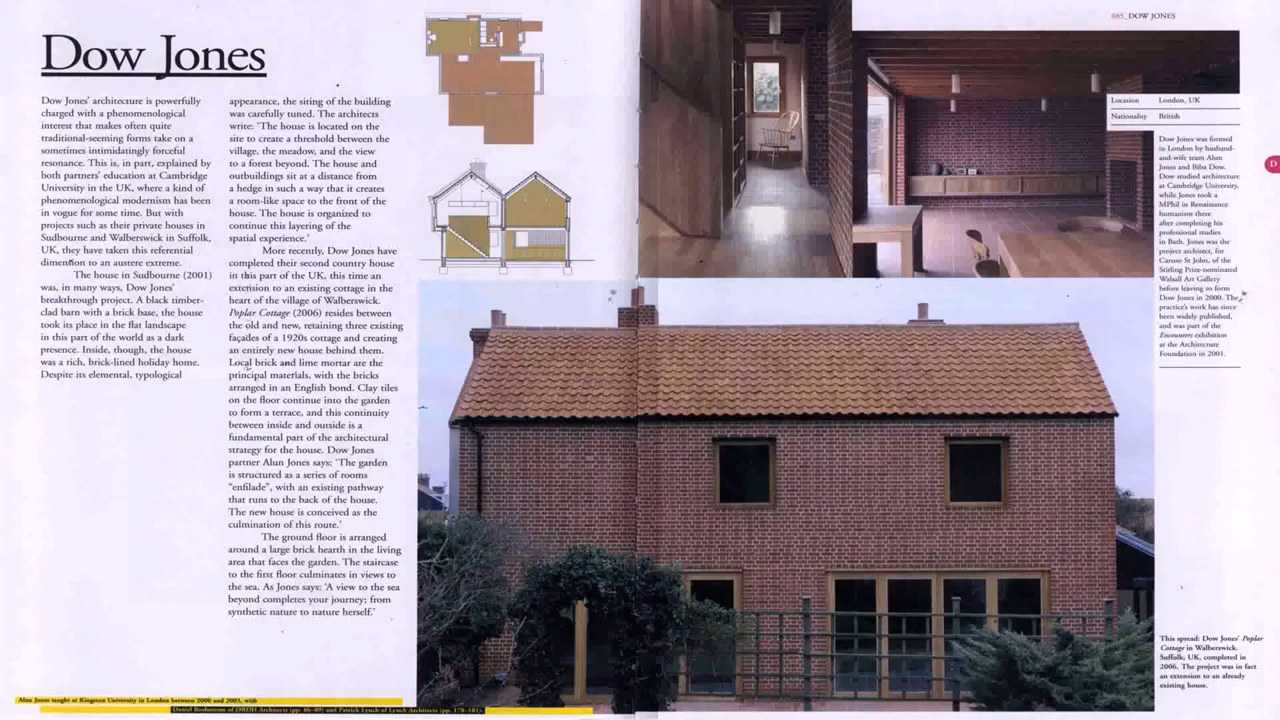 Dow Jones
Dow Jones' architecture is powerfully
charged with a phenomenological
interest that makes often quite
traditional-seeming forms take on a
sometimes intimidatingly forceful
resonance. This is, in part, explained by
both partners' education at Cambridge
University in the UK, where a kind of
phenomenological modernism has been
in vogue for some time. But with
projects such as their private houses in
Sudbourne and Walberswick in Suffolk,
UK, they have taken this referential
dimension to an austere extreme.
The house in Sudbourne (2001)
was, in many ways, Dow Jones'
breakthrough project. A black timber-
clad barn with a brick base, the house
took its place in the flat landscape
in this part of the world as a dark
presence. Inside, though, the house
was a rich, brick-lined holiday home.
Despite its elemental, typological
appearance, the siting of the building
was carefully tuned. The architects
write: 'The house is located on the
site to create a threshold between the
village, the meadow, and the view
to a forest beyond. The house and
outbuildings sit at a distance from
a hedge in such a way that it creates
a room-like space to the front of the
house. The house is organized to
continue this layering of the
spatial experience.'
More recently, Dow Jones have
completed their second country house
in this part of the UK, this time an
extension to an existing cottage in the
heart of the village of Walberswick.
Poplar Cottage (2006) resides between
the old and new, retaining three existing
façades of a 1920s cottage and creating
an entirely new house behind them.
Local brick and lime mortar are the
principal materials, with the bricks
arranged in an English bond. Clay tiles
on the floor continue into the garden
to form a terrace, and this continuity
between inside and outside is a
fundamental part of the architectural
strategy for the house. Dow Jones
partner Alun Jones says: 'The garden
is structured as a series of rooms
"enfilade", with an existing pathway
that runs to the back of the house.
The new house is conceived as the
culmination of this route.'
The ground floor is arranged
around a large brick hearth in the living
area that faces the garden. The staircase
to the first floor culminates in views to
the sea. As Jones says: 'A view to the sea
beyond completes your journey; from
synthetic nature to nature herself.'
Alun Jones taught at Kingston University in London between 2000 and 2003, with
Daniel Rosbottom of DRDH Architects (pp. 86–89) and Patrick Lynch of Lynch Architects (pp. 178–181).
085_DOW JONES
Location London, UK
Nationality British
Dow Jones was formed
in London by husband-
and-wife team Alun
Jones and Biba Dow.
Dow studied architecture
at Cambridge University,
while Jones took a
MPhil in Renaissance
humanism there
after completing his
professional studies
in Bath. Jones was the
project architect, for
Caruso St John, of the
Stirling Prize-nominated
Walsall Art Gallery
before leaving to form
Dow Jones in 2000. The
practice's work has since
been widely published,
and was part of the
Encounters exhibition
at the Architecture
Foundation in 2001.
D
This spread: Dow Jones' Poplar
Cottage in Walberswick,
Suffolk, UK, completed in
2006. The project was in fact
an extension to an already
existing house.